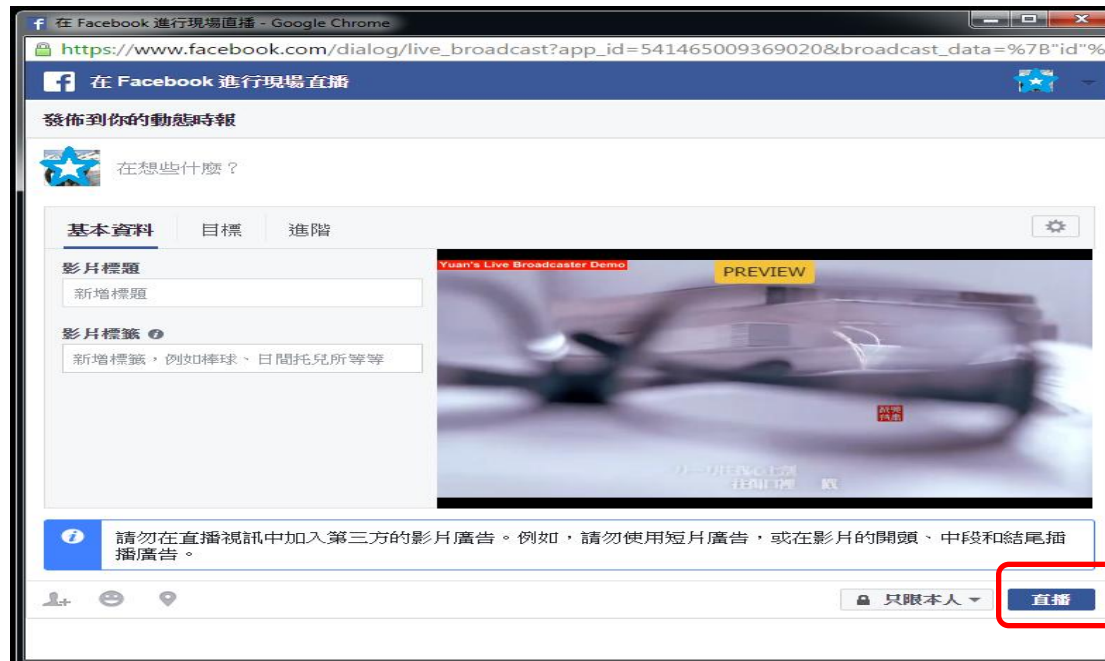 在 Facebook 進行現場直播 - Google Chrome
https://www.facebook.com/dialog/live_broadcast?app_id=541465009369020&broadcast_data=%7B"id"%
f 在 Facebook 進行現場直播
發佈到你的動態時報
在想些什麼？
基本資料 目標 進階
影片標題
新增標題
影片標籤
新增標籤，例如棒球、日間托兒所等等
Yuan's Live Broadcaster Demo
PREVIEW
請勿在直播視訊中加入第三方的影片廣告。例如，請勿使用短片廣告，或在影片的開頭、中段和結尾插
播廣告。
只限本人 直播